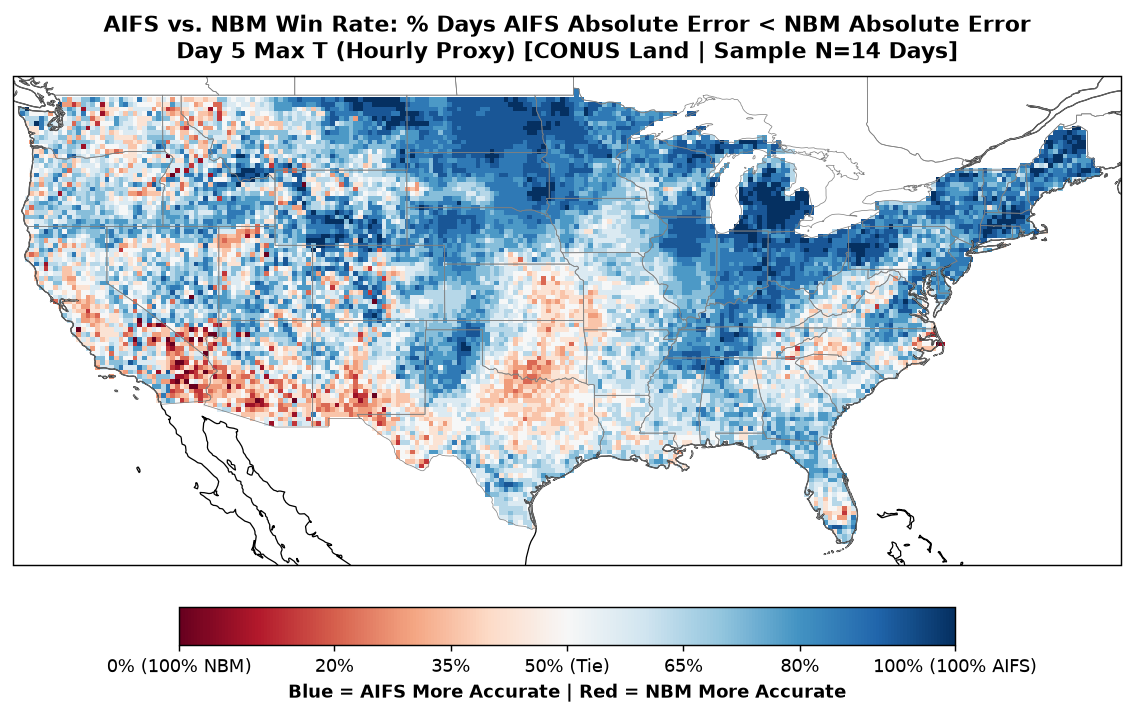 AIFS vs. NBM Win Rate: % Days AIFS Absolute Error < NBM Absolute Error
Day 5 Max T (Hourly Proxy) [CONUS Land | Sample N=14 Days]
0% (100% NBM) 20% 35% 50% (Tie) 65% 80% 100% (100% AIFS)
Blue = AIFS More Accurate | Red = NBM More Accurate